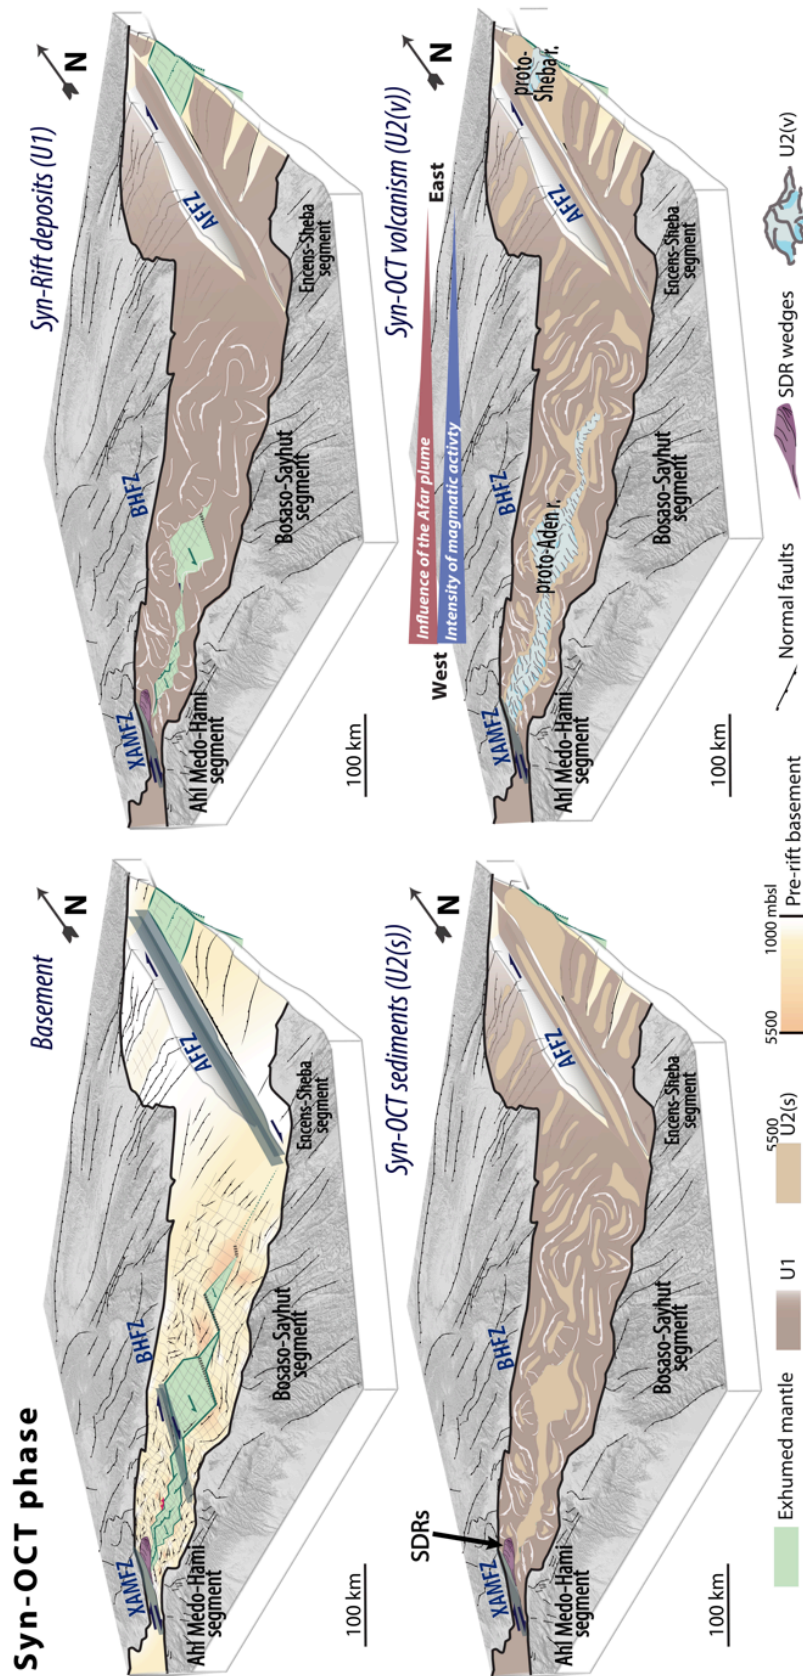 Syn-OCT phase
Basement
N
XAMFZ
BHFZ
AFFZ
Ahl Medo-Hami
segment
Bosaso-Sayhut
segment
Encens-Sheba
segment
100 km
Syn-Rift deposits (U1)
N
XAMFZ
BHFZ
AFFZ
Ahl Medo-Hami
segment
Bosaso-Sayhut
segment
Encens-Sheba
segment
100 km
Syn-OCT sediments (U2(s))
N
SDRs
XAMFZ
BHFZ
AFFZ
Ahl Medo-Hami
segment
Bosaso-Sayhut
segment
Encens-Sheba
segment
100 km
Syn-OCT volcanism (U2(v))
N
West
East
Influence of the Afar plume
Intensity of magmatic activty
XAMFZ
BHFZ
AFFZ
proto-Aden r.
proto-
Sheba r.
Ahl Medo-Hami
segment
Bosaso-Sayhut
segment
Encens-Sheba
segment
100 km
Exhumed mantle
U1
U2(s)
5500
5500
1000 mbsl
Pre-rift basement
Normal faults
SDR wedges
U2(v)